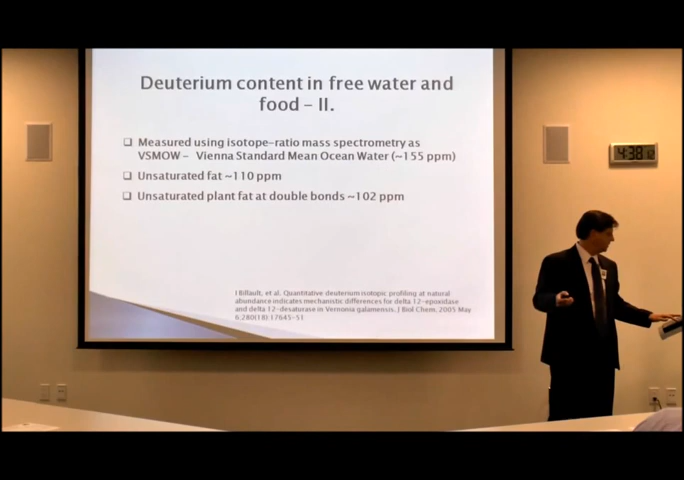 Deuterium content in free water and
food – II.
Measured using isotope-ratio mass spectrometry as
VSMOW – Vienna Standard Mean Ocean Water (~155 ppm)
Unsaturated fat ~110 ppm
Unsaturated plant fat at double bonds ~102 ppm
I Billault, et al. Quantitative deuterium isotopic profiling at natural
abundance indicates mechanistic differences for delta 12-epoxidase
and delta 12-desaturase in Vernonia galamensis. J Biol Chem. 2005 May
6;280(18):17645-51
4:38